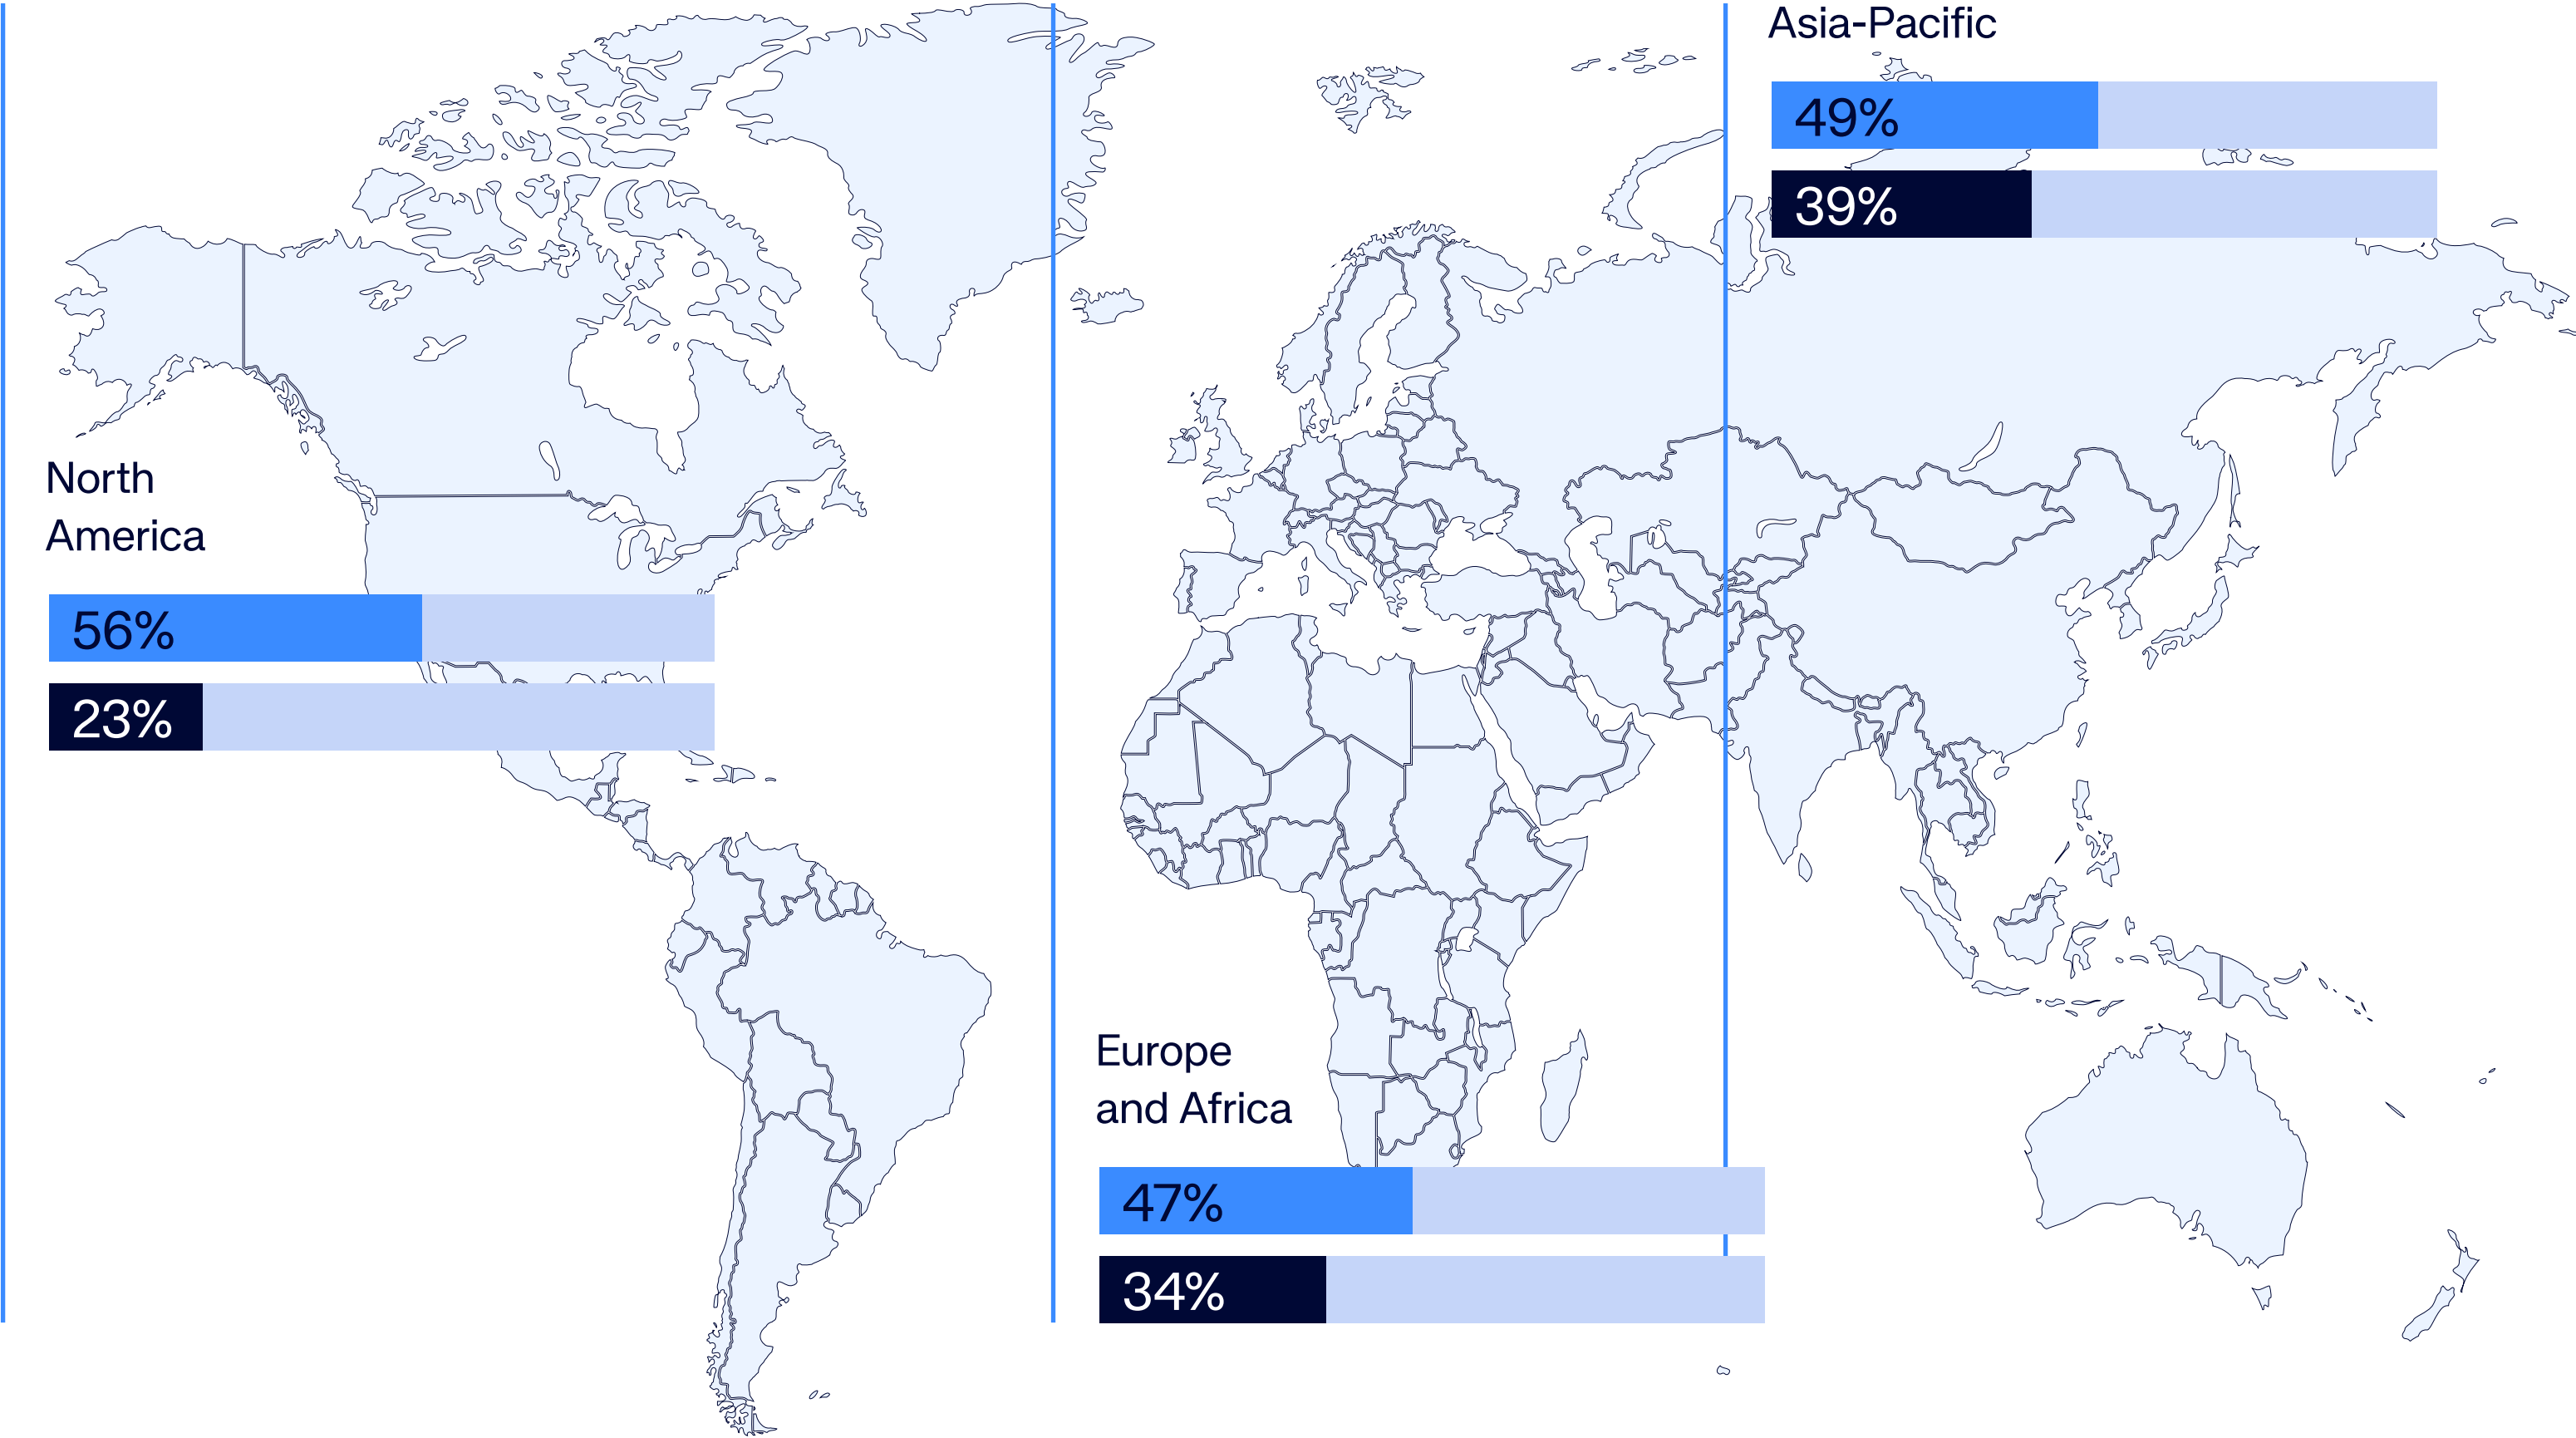 North
America
56%
23%
Europe
and Africa
47%
34%
Asia-Pacific
49%
39%